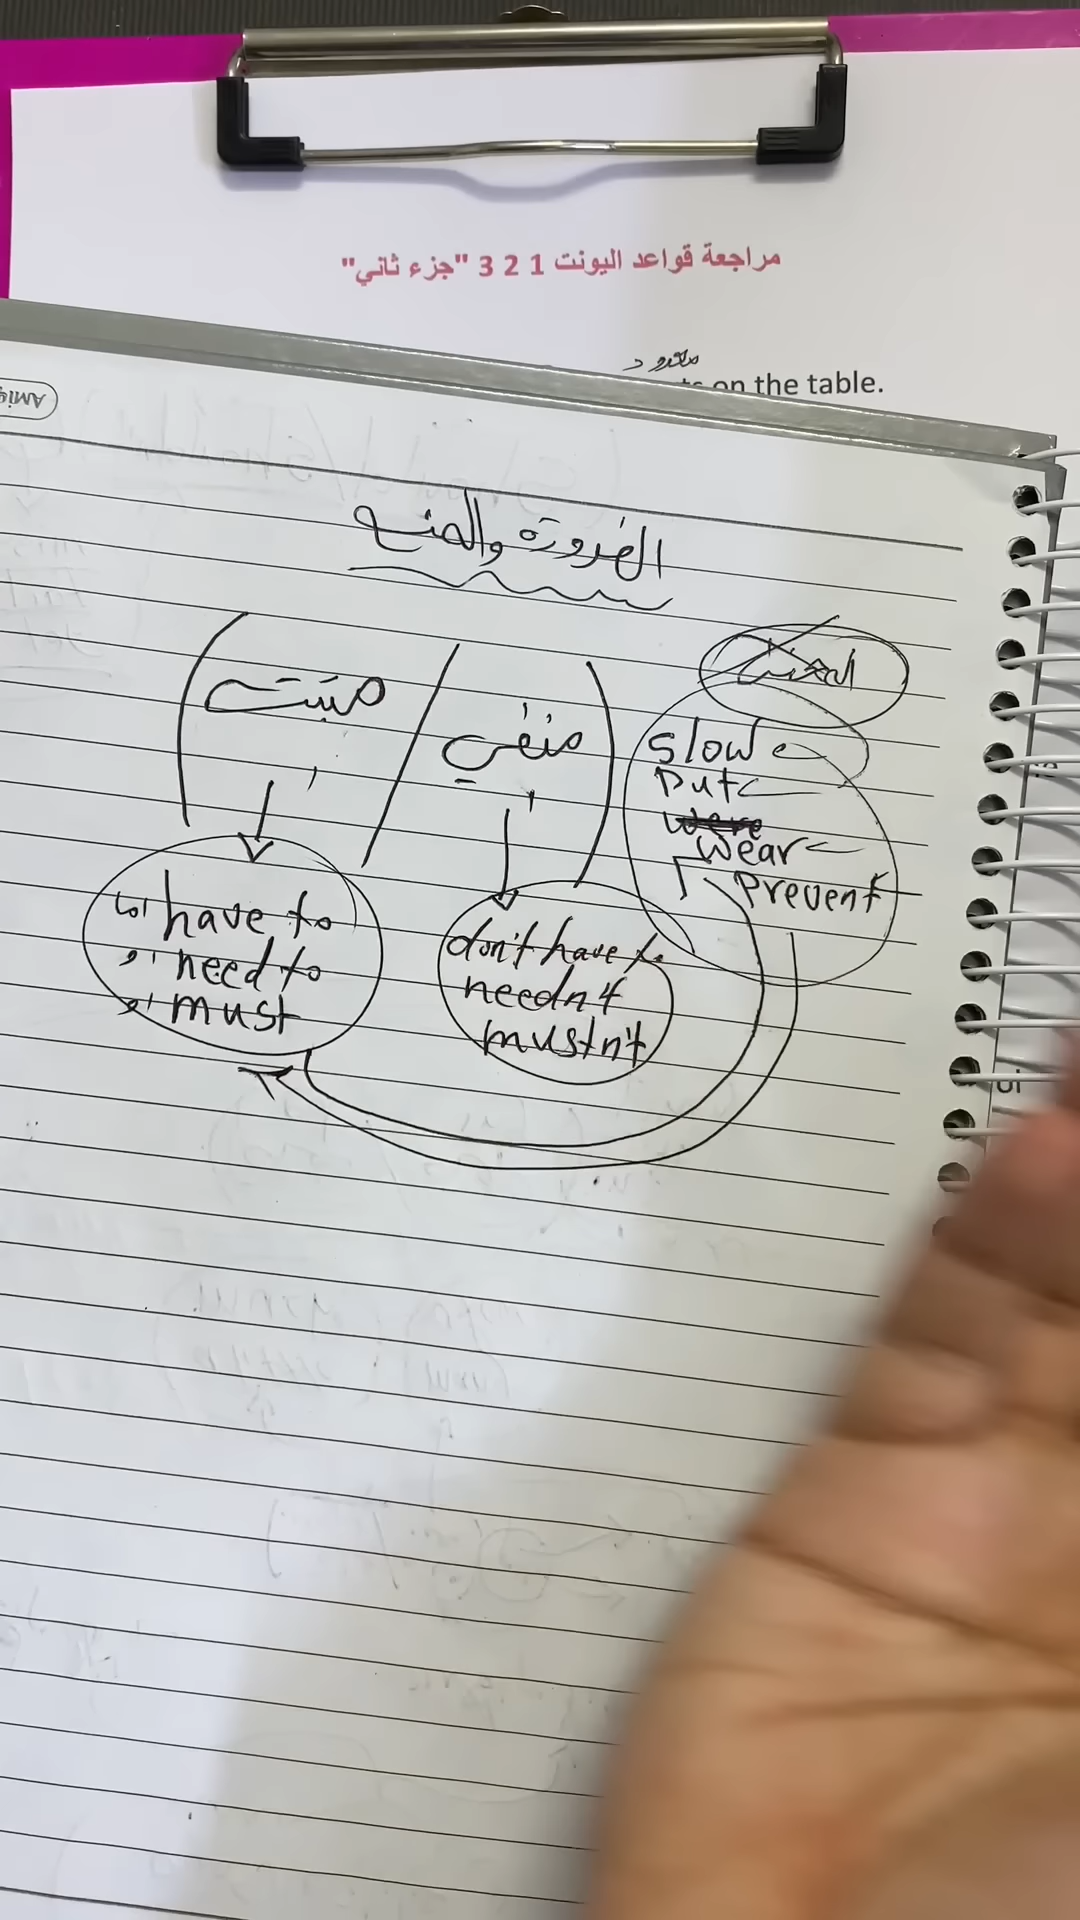 مراجعة قواعد اليونت 1 2 3 "جزء ثاني"
on the table.
الضرورة والمنع
مثبت / منفي
slow
Put
wear
Prevent
have to
need to
must
don't have to
needn't
mustn't